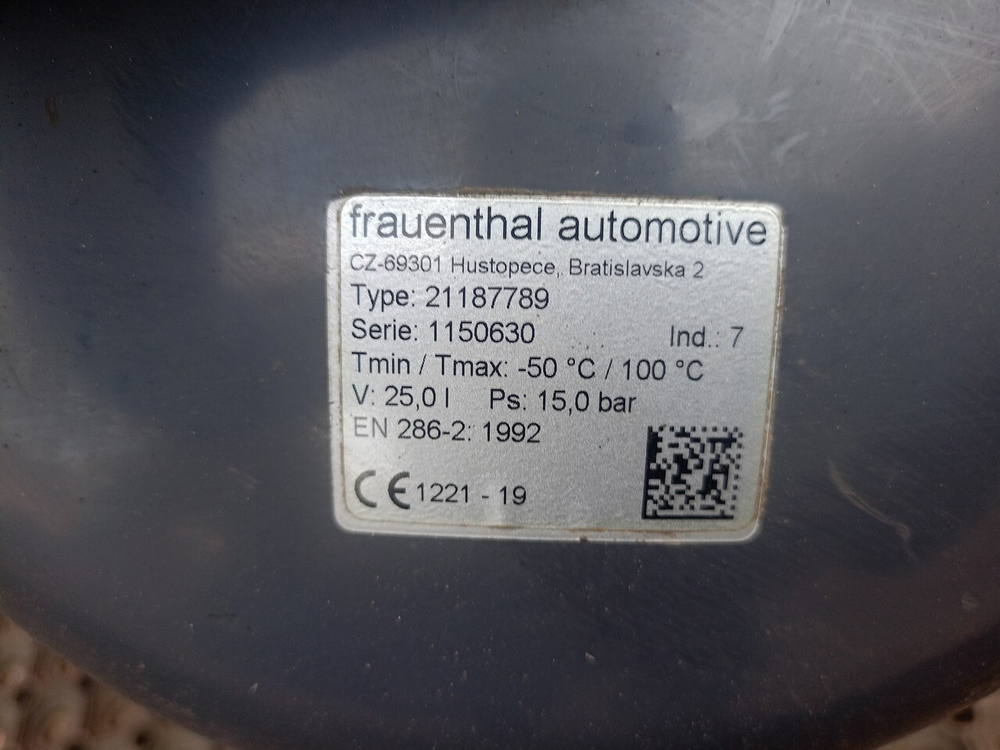 frauenthal automotive
CZ-69301 Hustopece, Bratislavska 2
Type: 21187789
Serie: 1150630 Ind.: 7
Tmin / Tmax: -50 °C / 100 °C
V: 25,0 l Ps: 15,0 bar
EN 286-2: 1992
CE 1221 - 19